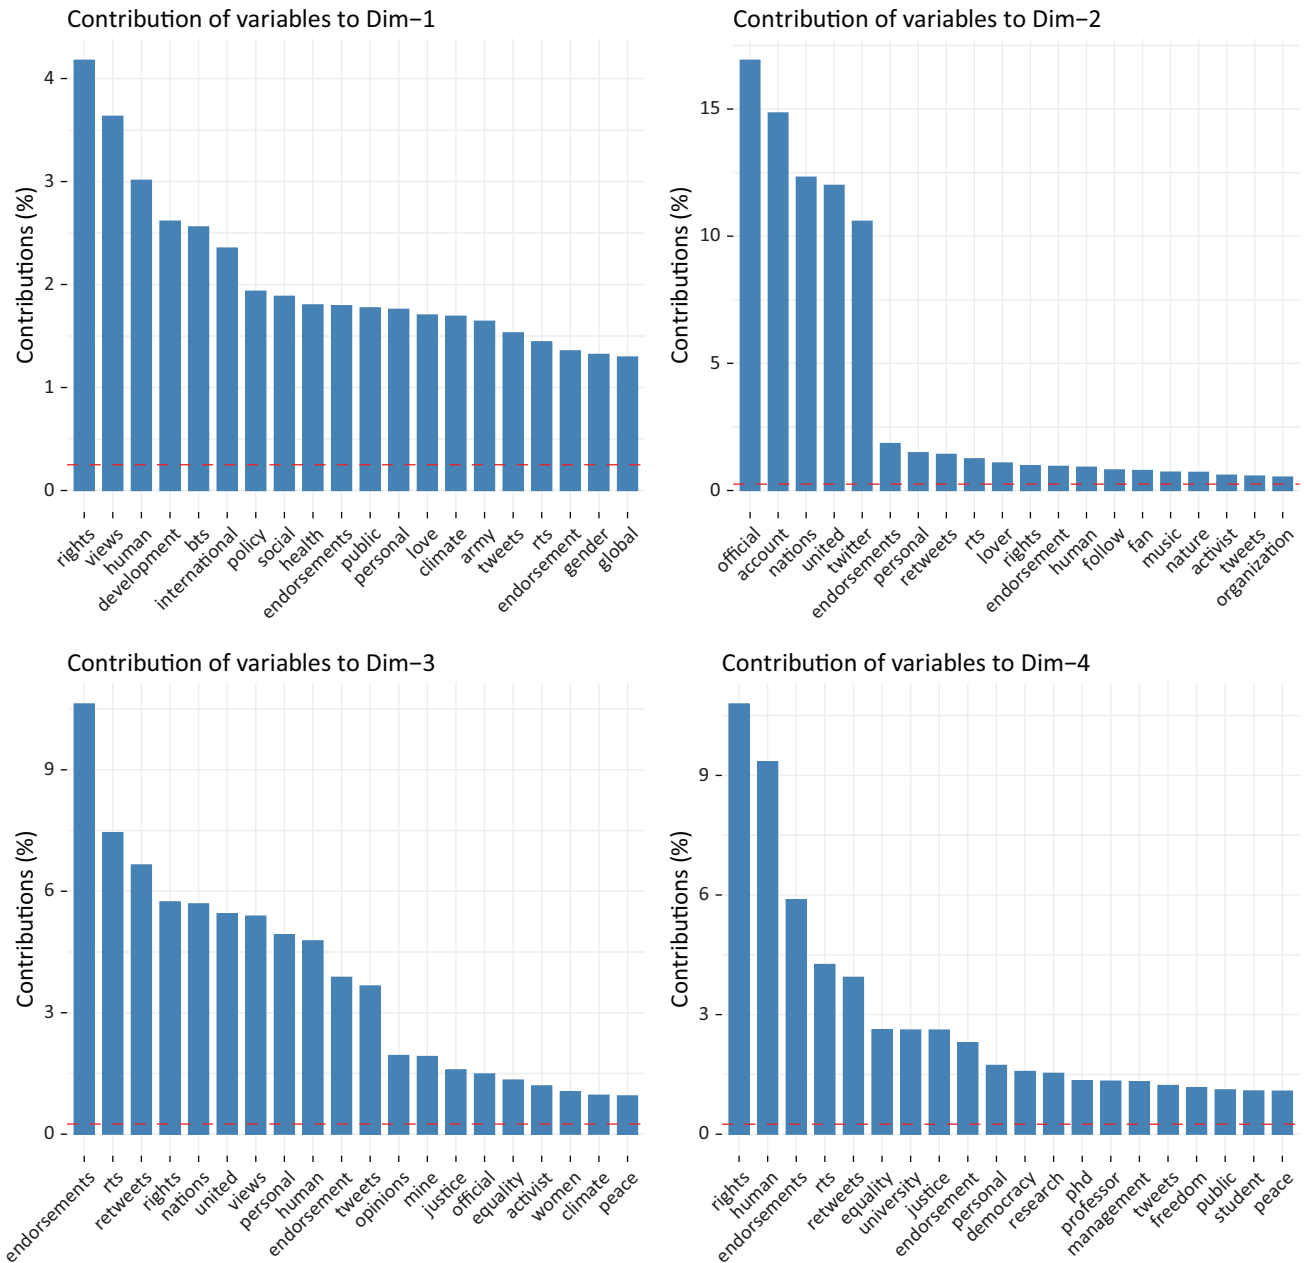 Contribution of variables to Dim−1
Contributions (%)
4
3
2
1
0
rights
views
human
development
bts
international
policy
social
health
endorsements
public
personal
love
climate
army
tweets
rts
endorsement
gender
global
Contribution of variables to Dim−2
Contributions (%)
15
10
5
0
official
account
nations
united
twitter
endorsements
personal
retweets
rts
lover
rights
endorsement
human
follow
fan
music
nature
activist
tweets
organization
Contribution of variables to Dim−3
Contributions (%)
9
6
3
0
endorsements
rts
retweets
rights
nations
united
views
personal
human
endorsement
tweets
opinions
mine
justice
official
equality
activist
women
climate
peace
Contribution of variables to Dim−4
Contributions (%)
9
6
3
0
rights
human
endorsements
rts
retweets
equality
university
justice
endorsement
personal
democracy
research
phd
professor
management
tweets
freedom
public
student
peace